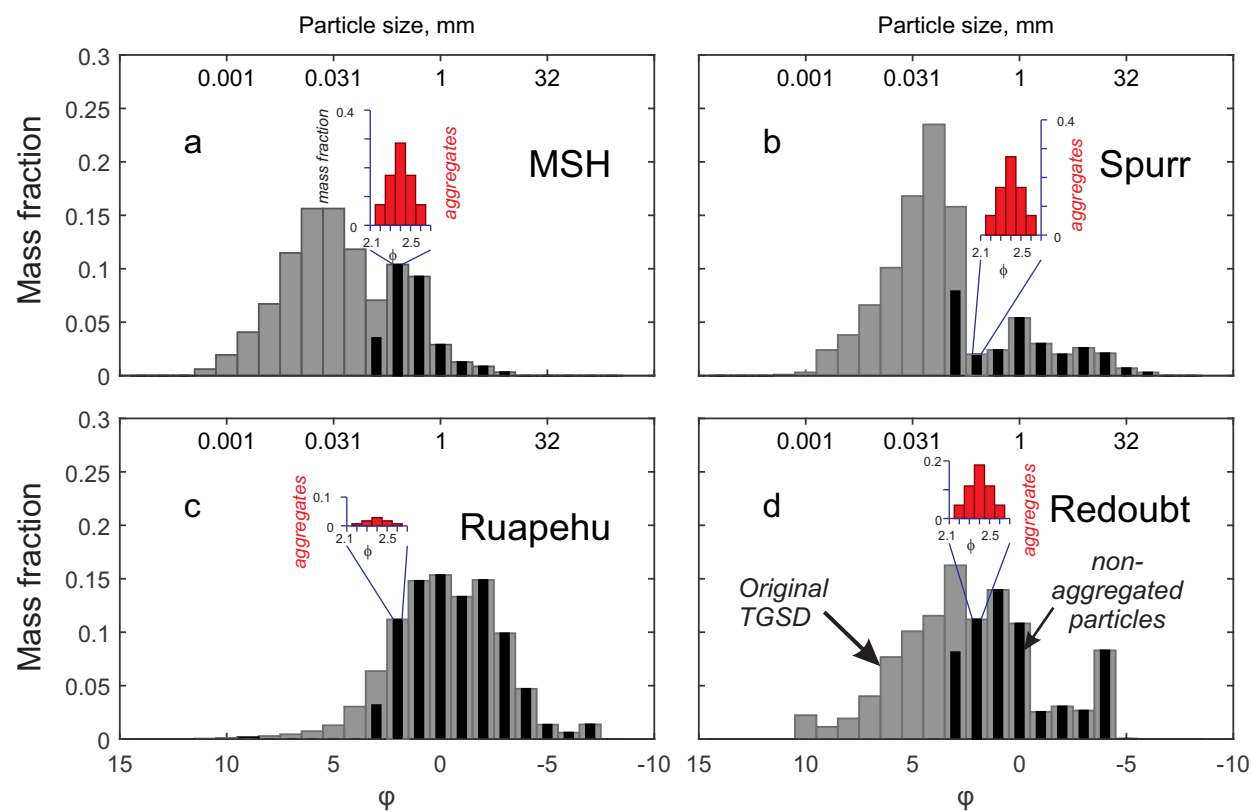 Particle size, mm
Particle size, mm
0.3
0.25
0.2
0.15
0.1
0.05
0
Mass fraction
0.001
0.031
1
32
a
MSH
mass fraction
0.4
0
2.1
2.5
ϕ
aggregates
0.001
0.031
1
32
b
Spurr
0.4
0
2.1
2.5
ϕ
aggregates
0.3
0.25
0.2
0.15
0.1
0.05
0
Mass fraction
0.001
0.031
1
32
c
Ruapehu
aggregates
0.1
0
2.1
2.5
ϕ
15
10
5
0
-5
-10
φ
0.001
0.031
1
32
d
Redoubt
0.2
0
2.1
2.5
ϕ
aggregates
Original
TGSD
non-
aggregated
particles
15
10
5
0
-5
-10
φ